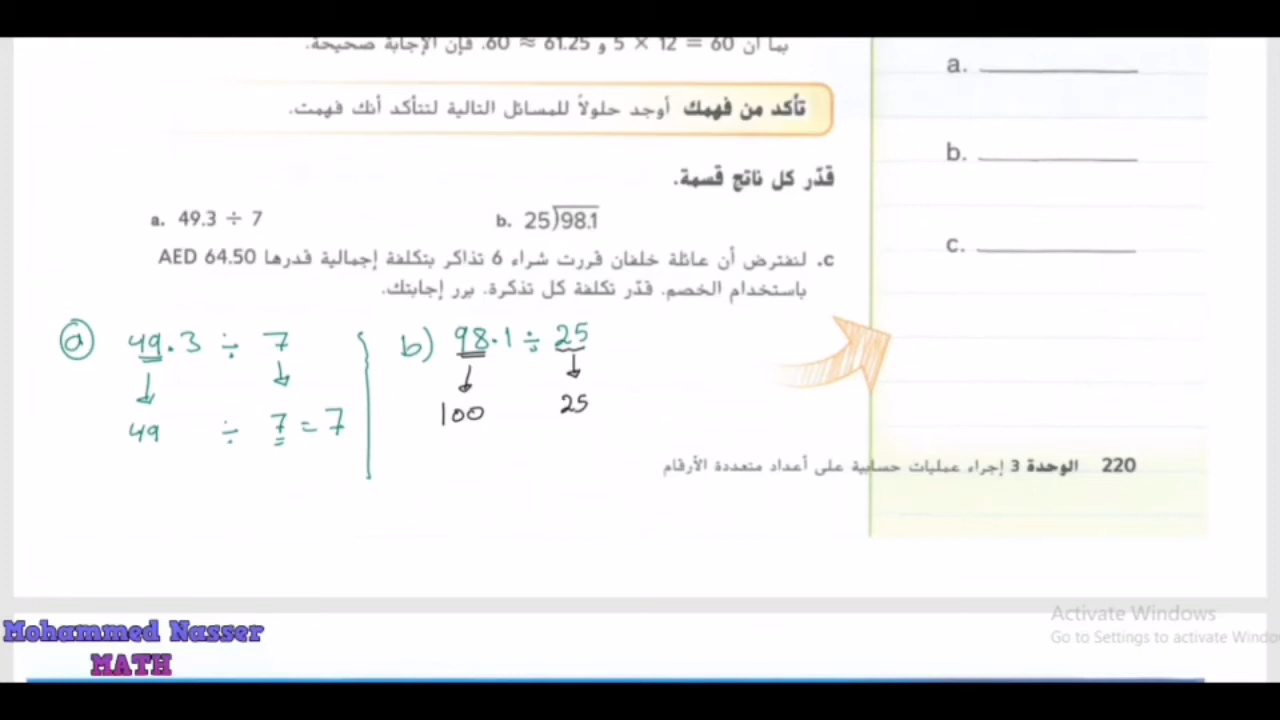 بما أن 60 = 12 × 5 و 61.25 ≈ 60. فإن الإجابة صحيحة.
تأكد من فهمك أوجد حلولاً للمسائل التالية لتتأكد أنك فهمت.
قدّر كل ناتج قسمة.
a. 49.3 ÷ 7
b. 25)98.1
c. لنفترض أن عائلة خلفان قررت شراء 6 تذاكر بتكلفة إجمالية قدرها AED 64.50
باستخدام الخصم. قدّر تكلفة كل تذكرة. برر إجابتك.
a 49.3 ÷ 7
49 ÷ 7 = 7
b) 98.1 ÷ 25
100 25
a.
b.
c.
220 الوحدة 3 إجراء عمليات حسابية على أعداد متعددة الأرقام
Activate Windows
Go to Settings to activate Windo
Mohammed Nasser
MATH